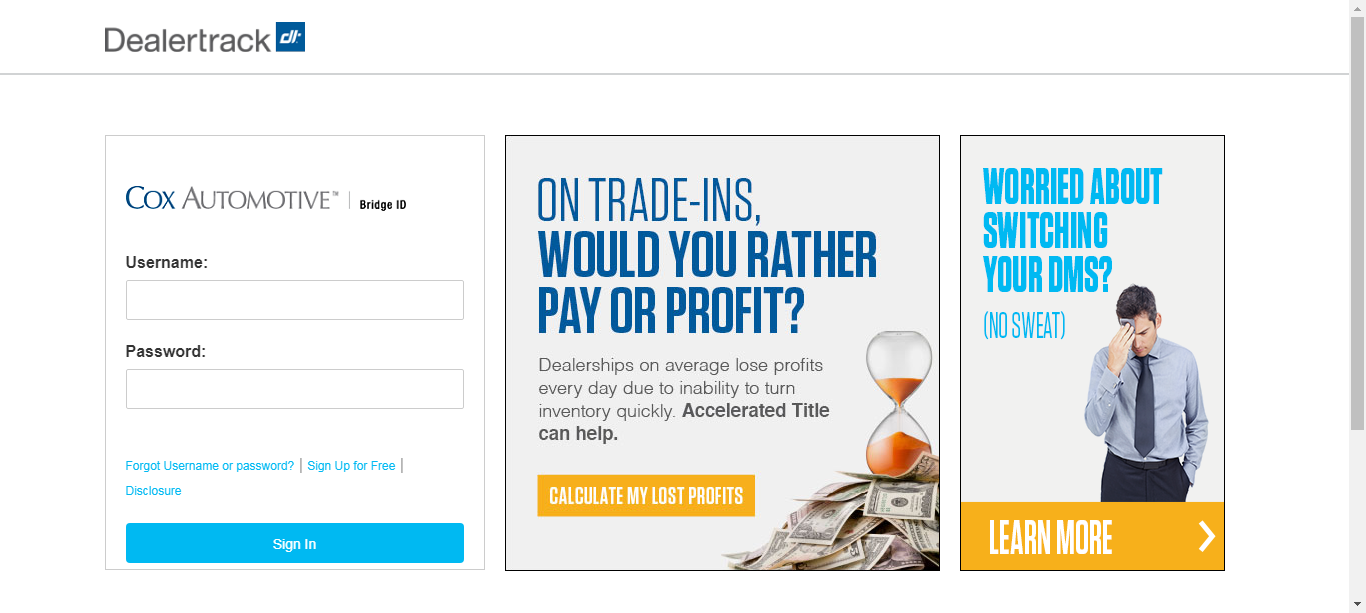 Dealertrack dlr
COX AUTOMOTIVE™ | Bridge ID
Username:
Password:
Forgot Username or password? | Sign Up for Free |
Disclosure
Sign In
ON TRADE-INS,
WOULD YOU RATHER
PAY OR PROFIT?
Dealerships on average lose profits
every day due to inability to turn
inventory quickly. Accelerated Title
can help.
CALCULATE MY LOST PROFITS
WORRIED ABOUT
SWITCHING
YOUR DMS?
(NO SWEAT)
LEARN MORE